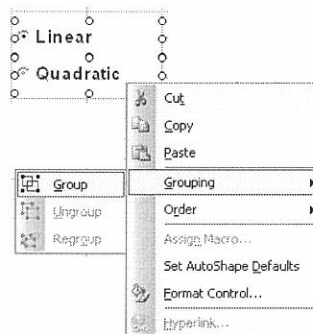 Linear
Quadratic
Cut
Copy
Paste
Grouping
Order
Assign Macro...
Set AutoShape Defaults
Format Control...
Hyperlink...
Group
Ungroup
Regroup